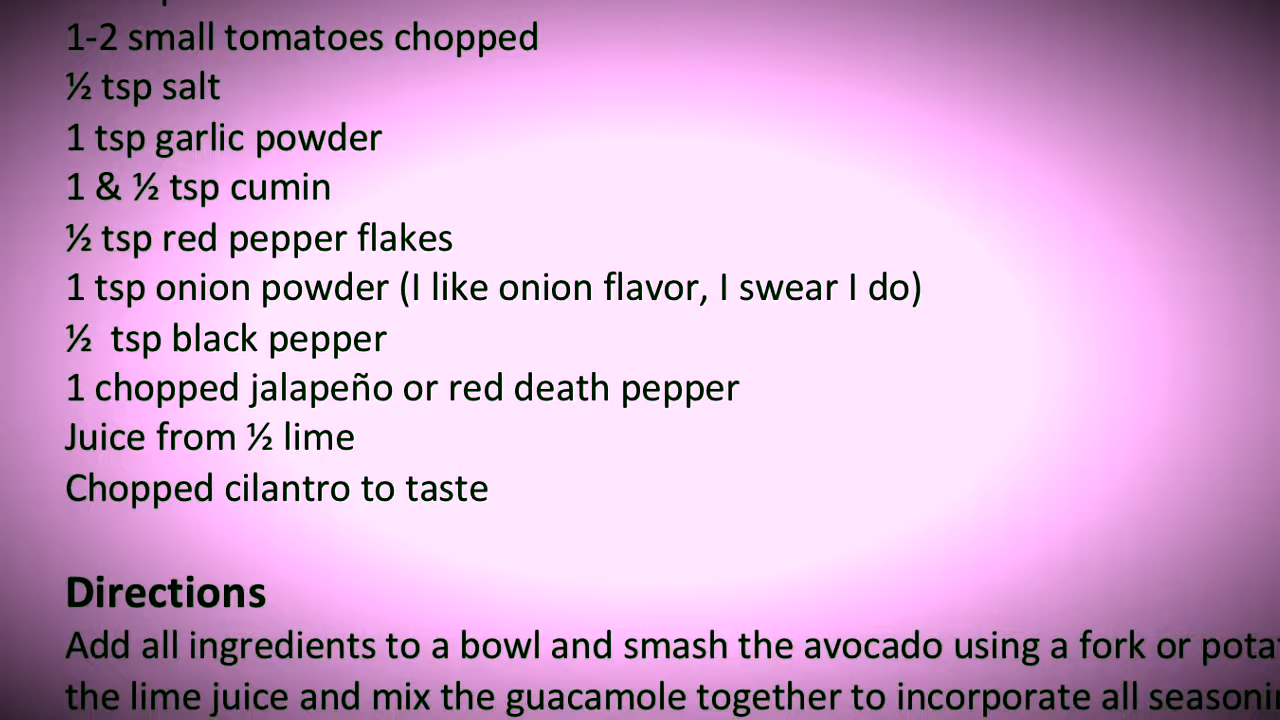 1-2 small tomatoes chopped
½ tsp salt
1 tsp garlic powder
1 & ½ tsp cumin
½ tsp red pepper flakes
1 tsp onion powder (I like onion flavor, I swear I do)
½  tsp black pepper
1 chopped jalapeño or red death pepper
Juice from ½ lime
Chopped cilantro to taste
Directions
Add all ingredients to a bowl and smash the avocado using a fork or
the lime juice and mix the guacamole together to incorporate all